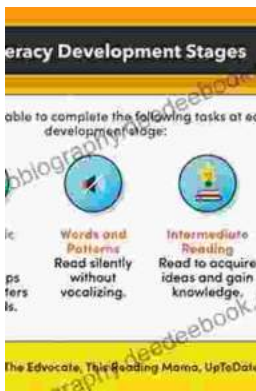 eracy Development Stages
able to complete the following tasks at ea
development stage:
ic
ps
ters
ls.
Words and
Patterns
Read silently
without
vocalizing.
Intermediate
Reading
Read to acquire
ideas and gain
knowledge.
The Edvocate, This Reading Mama, UpToDate